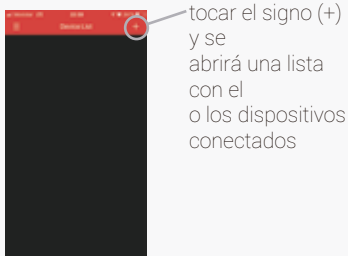 Device List
+
tocar el signo (+)
y se
abrirá una lista
con el
o los dispositivos
conectados